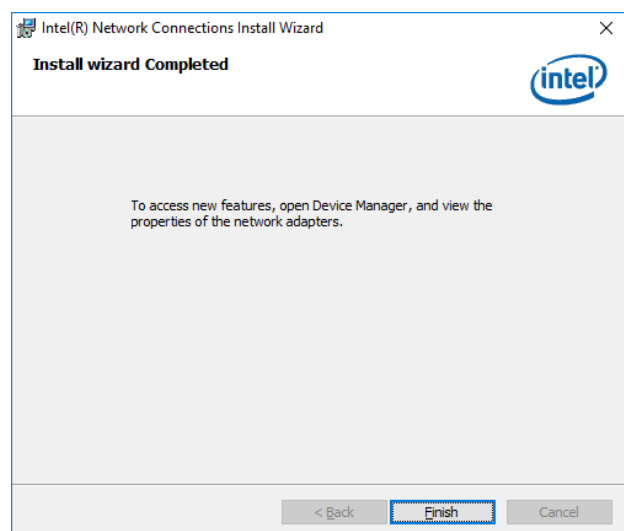 Intel(R) Network Connections Install Wizard
Install wizard Completed
intel
To access new features, open Device Manager, and view the
properties of the network adapters.
< Back
Finish
Cancel